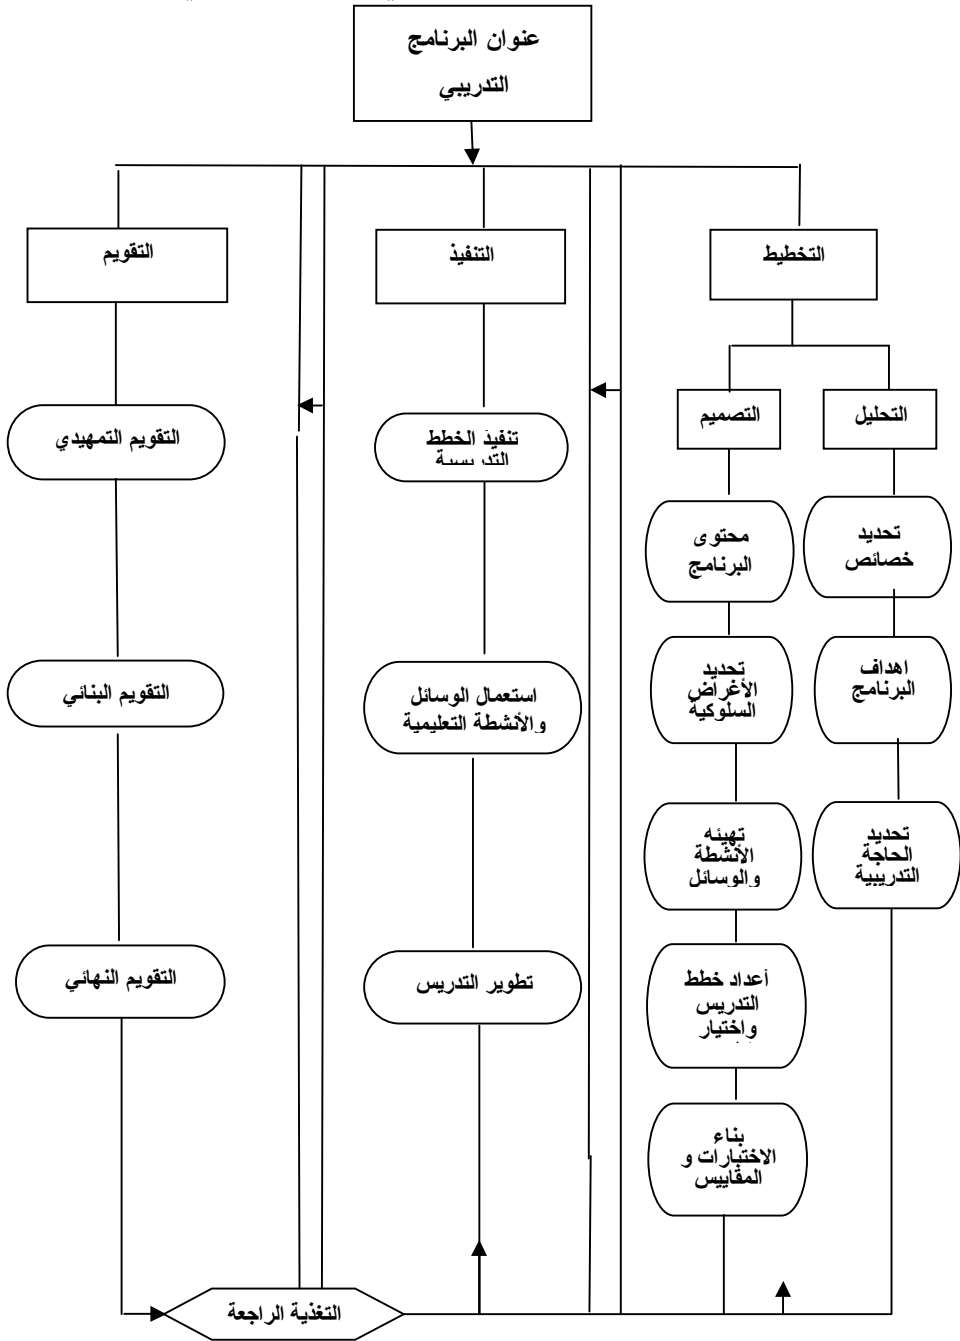 عنوان البرنامج
التدريبي
التخطيط
التنفيذ
التقويم
التحليل
التصميم
تحديد
خصائص
اهداف
البرنامج
تحديد
الحاجة
التدريبية
محتوى
البرنامج
تحديد
الأغراض
السلوكية
تهيئه
الأنشطة
والوسائل
أعداد خطط
التدريس
واختيار
بناء
الاختبارات و
المقاييس
تنفيذ الخطط
التدريسية
استعمال الوسائل
والأنشطة التعليمية
تطوير التدريس
التقويم التمهيدي
التقويم البنائي
التقويم النهائي
التغذية الراجعة